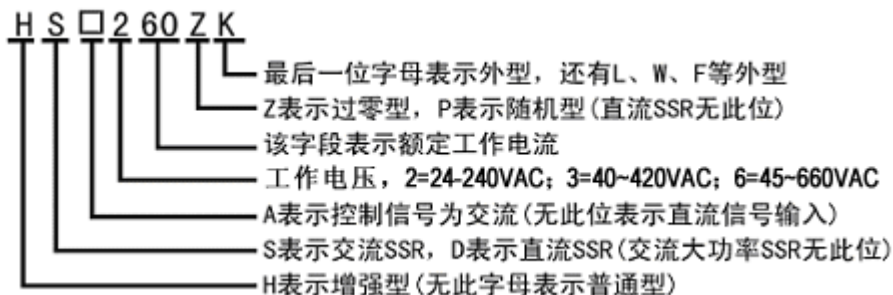 H S □ 2 60 Z K
最后一位字母表示外型，还有L、W、F等外型
Z表示过零型，P表示随机型(直流SSR无此位)
该字段表示额定工作电流
工作电压，2=24-240VAC；3=40~420VAC；6=45~660VAC
A表示控制信号为交流(无此位表示直流信号输入)
S表示交流SSR，D表示直流SSR(交流大功率SSR无此位)
H表示增强型(无此字母表示普通型)